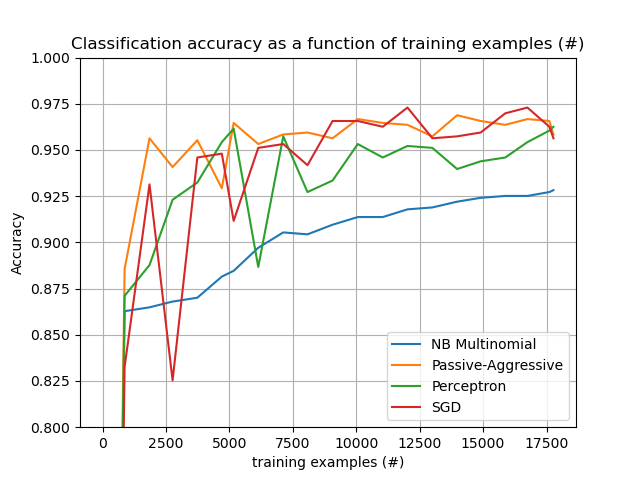 Classification accuracy as a function of training examples (#)
1.000
0.975
0.950
0.925
0.900
0.875
0.850
0.825
0.800
Accuracy
NB Multinomial
Passive-Aggressive
Perceptron
SGD
0 2500 5000 7500 10000 12500 15000 17500
training examples (#)